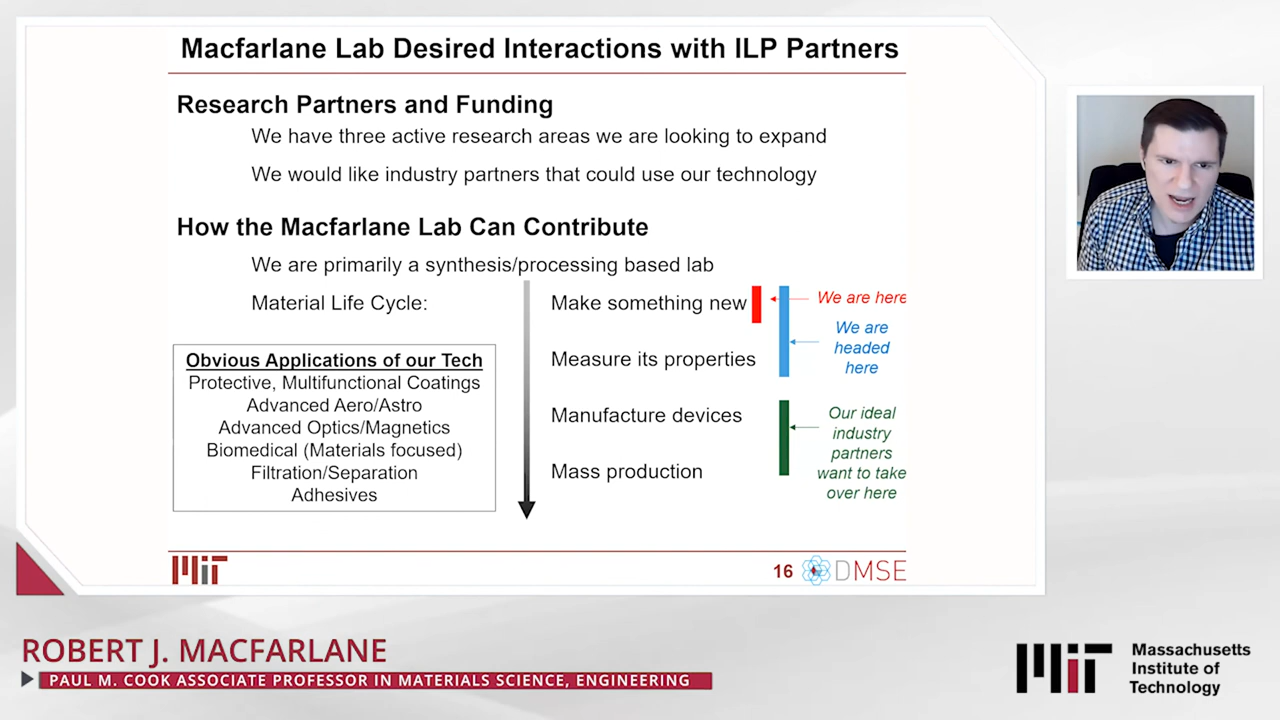 Macfarlane Lab Desired Interactions with ILP Partners
Research Partners and Funding
We have three active research areas we are looking to expand
We would like industry partners that could use our technology
How the Macfarlane Lab Can Contribute
We are primarily a synthesis/processing based lab
Material Life Cycle:
Make something new
We are here
We are
headed
here
Measure its properties
Manufacture devices
Mass production
Our ideal
industry
partners
want to take
over here
Obvious Applications of our Tech
Protective, Multifunctional Coatings
Advanced Aero/Astro
Advanced Optics/Magnetics
Biomedical (Materials focused)
Filtration/Separation
Adhesives
MIT
16
DMSE
ROBERT J. MACFARLANE
PAUL M. COOK ASSOCIATE PROFESSOR IN MATERIALS SCIENCE, ENGINEERING
MIT
Massachusetts
Institute of
Technology